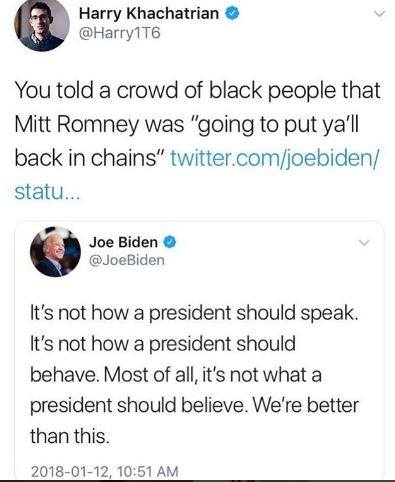 Harry Khachatrian
@Harry1T6
You told a crowd of black people that
Mitt Romney was "going to put ya'll
back in chains" twitter.com/joebiden/
statu...
Joe Biden
@JoeBiden
It's not how a president should speak.
It's not how a president should
behave. Most of all, it's not what a
president should believe. We're better
than this.
2018-01-12, 10:51 AM